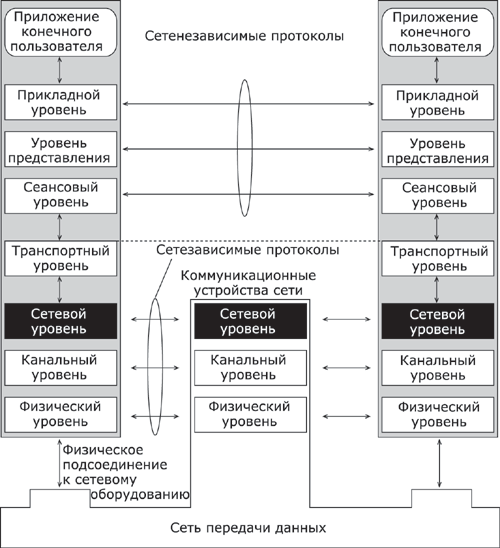 Приложение
конечного
пользователя
Сетенезависимые протоколы
Приложение
конечного
пользователя
Прикладной
уровень
Прикладной
уровень
Уровень
представления
Уровень
представления
Сеансовый
уровень
Сеансовый
уровень
Транспортный
уровень
Транспортный
уровень
Сетезависимые протоколы
Коммуникационные
устройства сети
Сетевой
уровень
Сетевой
уровень
Сетевой
уровень
Канальный
уровень
Канальный
уровень
Канальный
уровень
Физический
уровень
Физический
уровень
Физический
уровень
Физическое
подсоединение
к сетевому
оборудованию
Сеть передачи данных